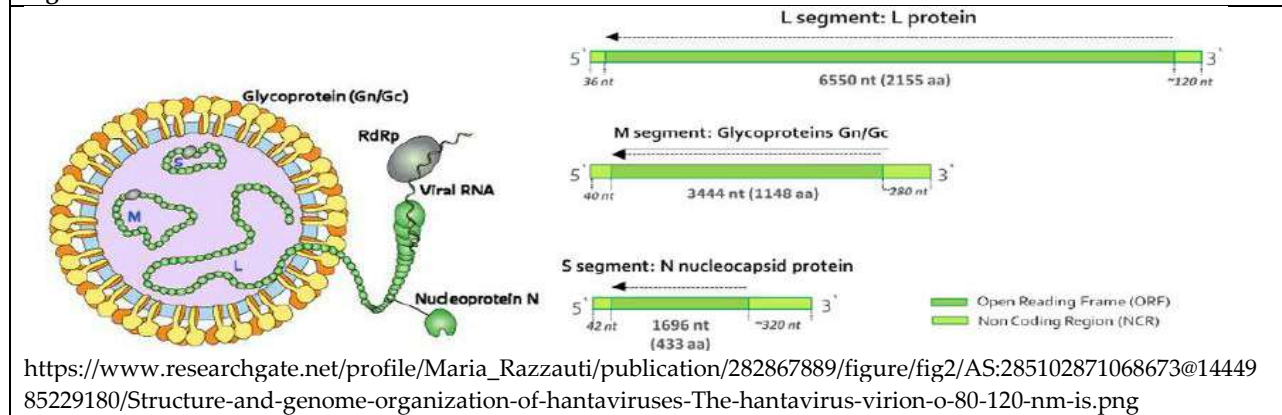 L segment: L protein
5` 3`
36 nt 6550 nt (2155 aa) ~120 nt
Glycoprotein (Gn/Gc)
RdRp
Viral RNA
S
M
L
Nucleoprotein N
M segment: Glycoproteins Gn/Gc
5` 3`
40 nt 3444 nt (1148 aa) ~280 nt
S segment: N nucleocapsid protein
5` 3`
42 nt 1696 nt ~320 nt
(433 aa)
Open Reading Frame (ORF)
Non Coding Region (NCR)
https://www.researchgate.net/profile/Maria_Razzauti/publication/282867889/figure/fig2/AS:285102871068673@14449
85229180/Structure-and-genome-organization-of-hantaviruses-The-hantavirus-virion-o-80-120-nm-is.png